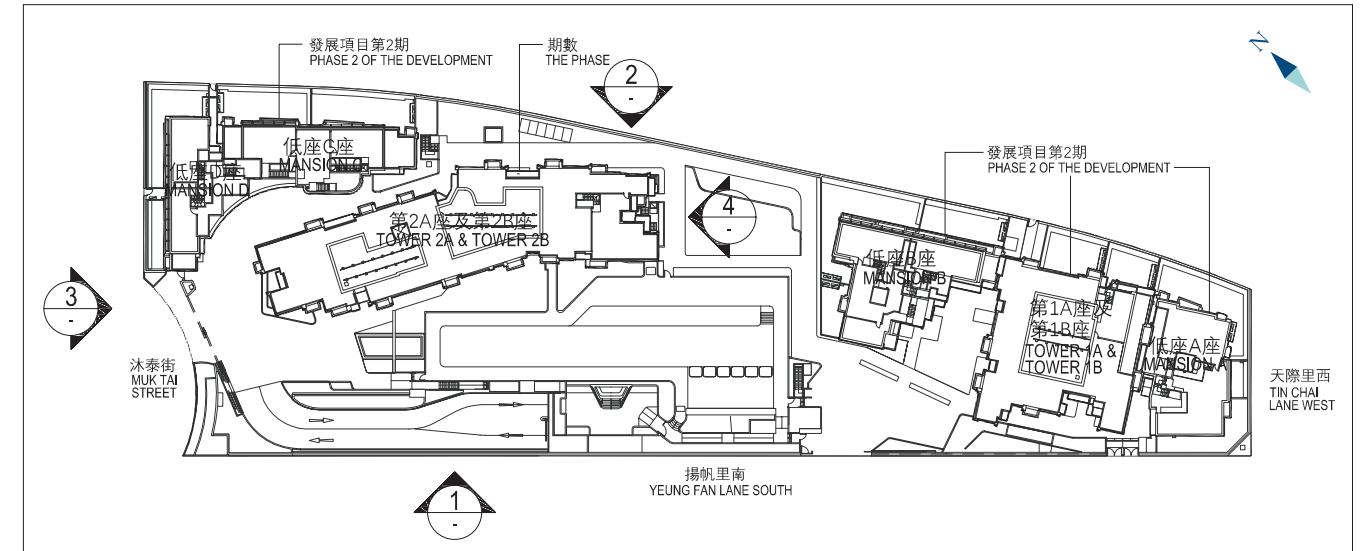 發展項目第2期
PHASE 2 OF THE DEVELOPMENT
期數
THE PHASE
N
2
-
低座C座
MANSION C
低座D座
MANSION D
發展項目第2期
PHASE 2 OF THE DEVELOPMENT
4
-
第2A座及第2B座
TOWER 2A & TOWER 2B
低座B座
MANSION B
3
-
第1A座及
第1B座
TOWER 1A &
TOWER 1B
低座A座
MANSION A
沐泰街
MUK TAI
STREET
天際里西
TIN CHAI
LANE WEST
揚帆里南
YEUNG FAN LANE SOUTH
1
-